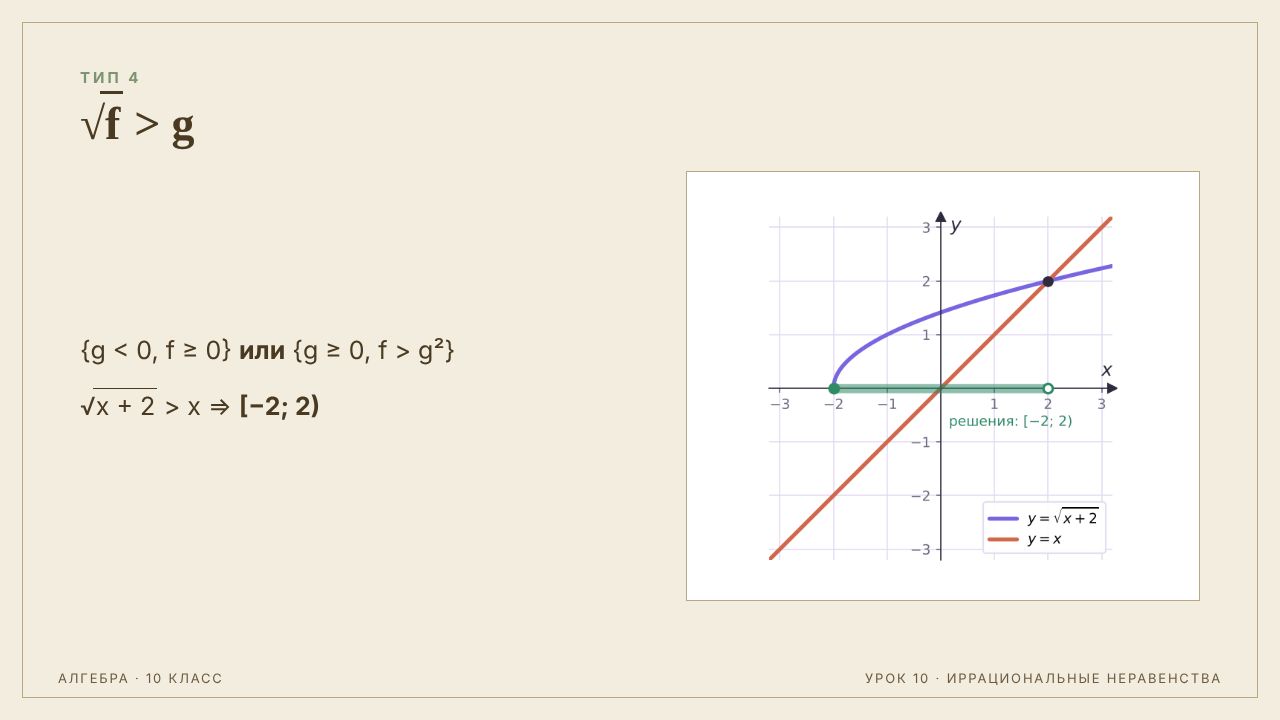 ТИП 4
√f > g
{g < 0, f ≥ 0} или {g ≥ 0, f > g²}
√x + 2 > x ⇒ [−2; 2)
y
3
2
1
x
−3 −2 −1 1 2 3
решения: [−2; 2)
−1
−2
−3
y = √x + 2
y = x
АЛГЕБРА · 10 КЛАСС
УРОК 10 · ИРРАЦИОНАЛЬНЫЕ НЕРАВЕНСТВА